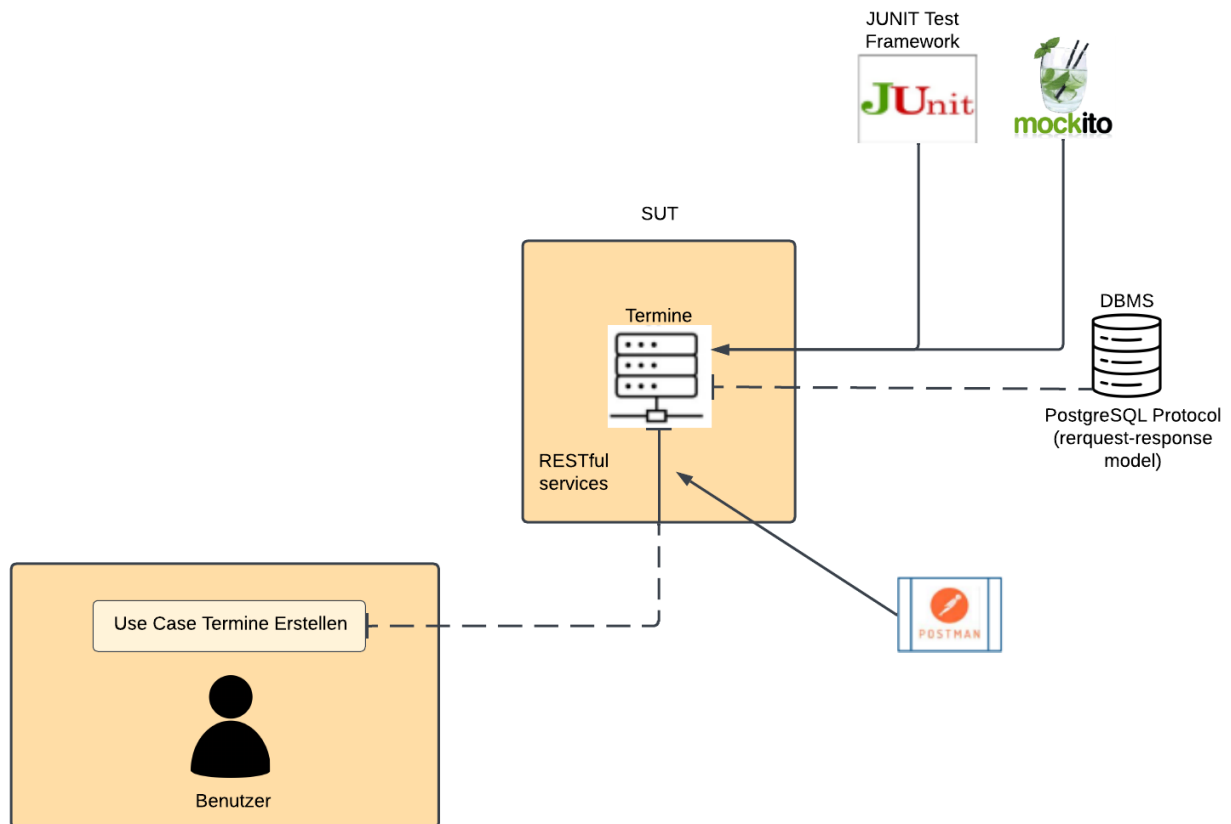 JUNIT Test
Framework
JUnit
mockito
SUT
Termine
DBMS
PostgreSQL Protocol
(rerquest-response
model)
RESTful
services
Use Case Termine Erstellen
POSTMAN
Benutzer